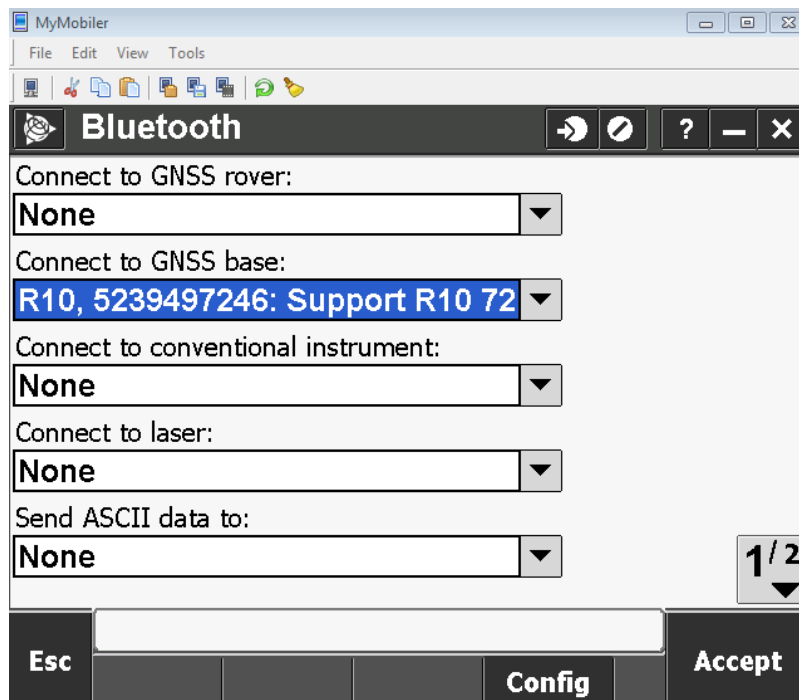 MyMobiler
File Edit View Tools
Bluetooth ?
Connect to GNSS rover:
None
Connect to GNSS base:
R10, 5239497246: Support R10 72
Connect to conventional instrument:
None
Connect to laser:
None
Send ASCII data to:
None
1/2
Esc Config Accept